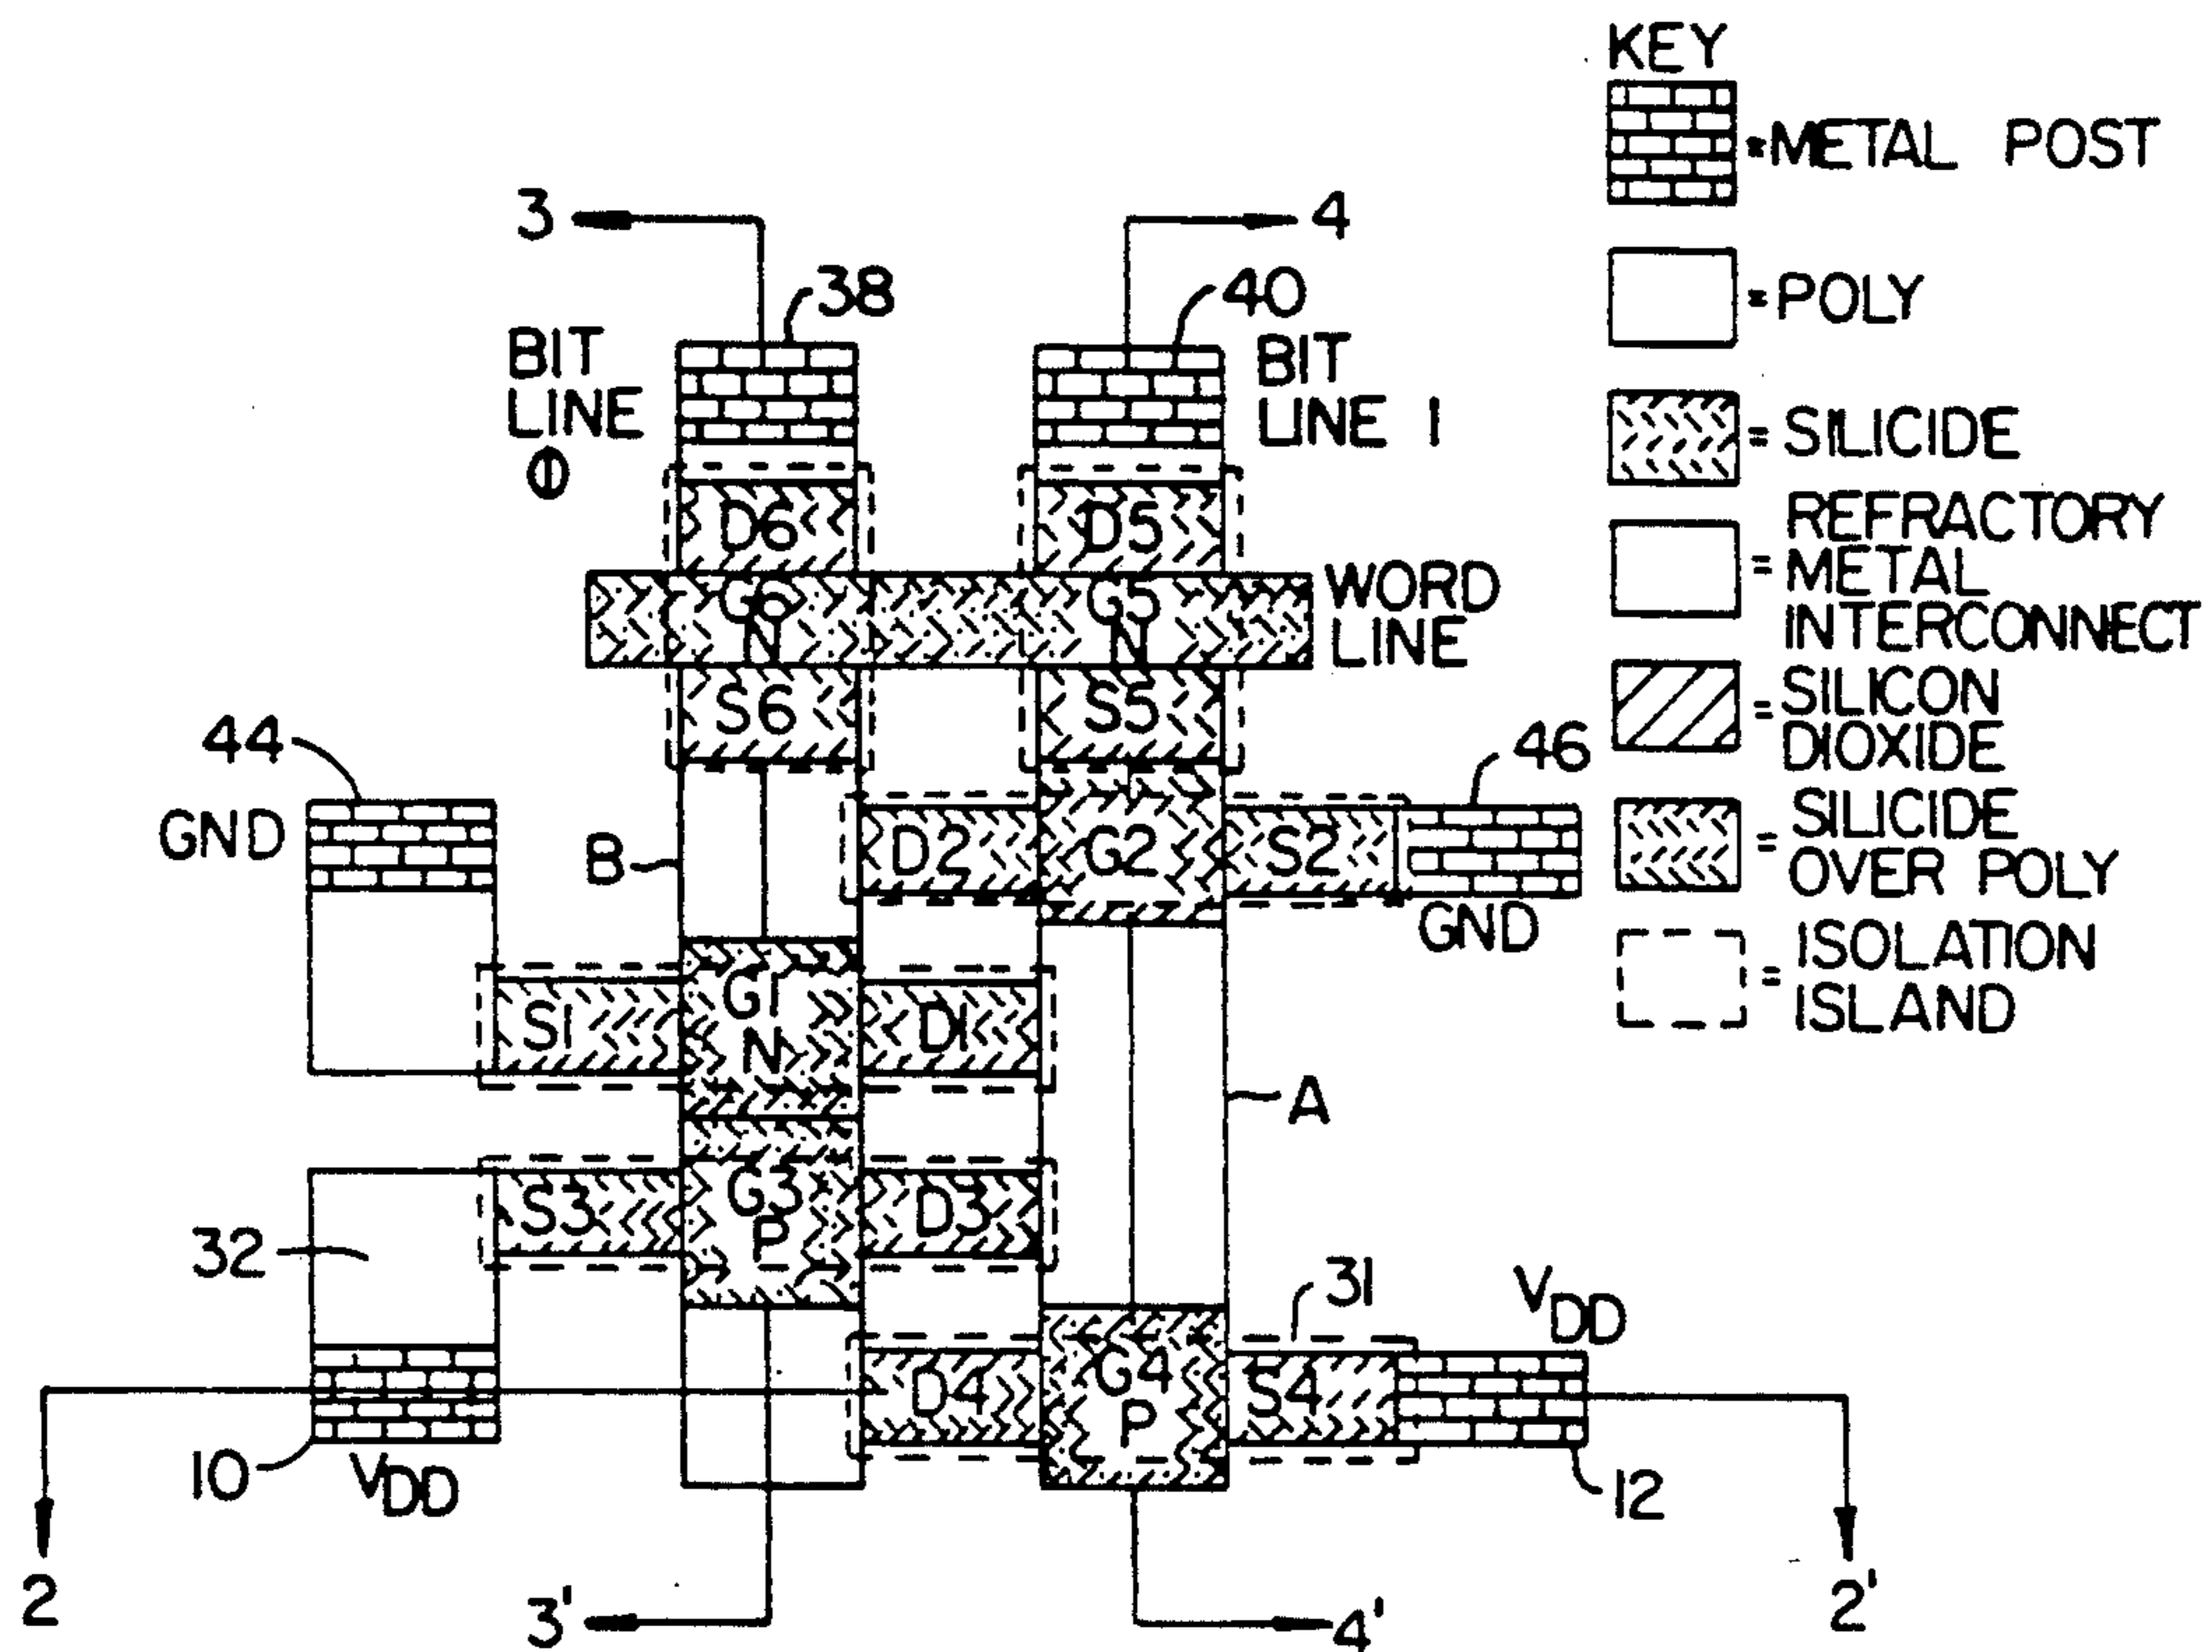 KEY
= METAL POST
= POLY
= SILICIDE
= REFRACTORY
METAL
INTERCONNECT
= SILICON
DIOXIDE
= SILICIDE
OVER POLY
= ISOLATION
ISLAND
3
4
38
40
BIT
LINE
Φ
BIT
LINE 1
D6
D5
G6
N
G5
N
WORD
LINE
S6
S5
44
GND
46
B
D2
G2
S2
GND
S1
G1
N
D1
A
S3
G3
P
D3
32
31
VDD
D4
G4
P
S4
10
VDD
12
2
2'
3'
4'